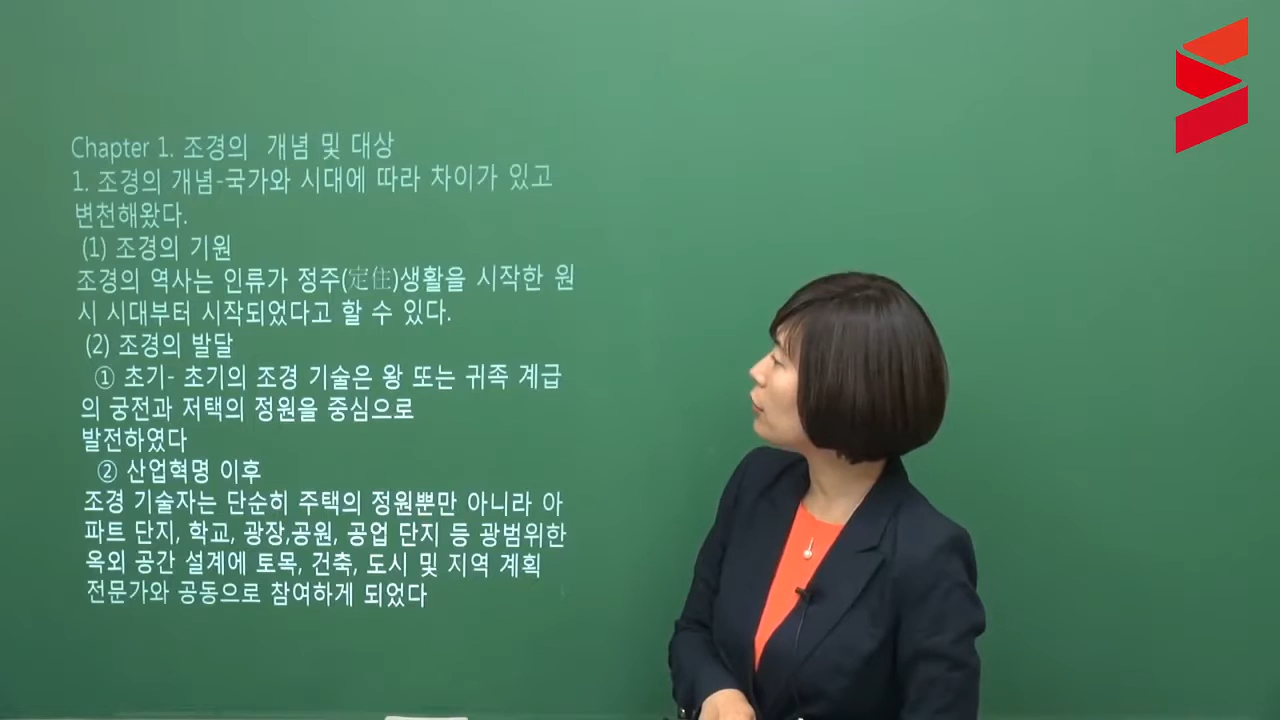 Chapter 1. 조경의 개념 및 대상
1. 조경의 개념-국가와 시대에 따라 차이가 있고
변천해왔다.
(1) 조경의 기원
조경의 역사는 인류가 정주(定住)생활을 시작한 원
시 시대부터 시작되었다고 할 수 있다.
(2) 조경의 발달
① 초기- 초기의 조경 기술은 왕 또는 귀족 계급
의 궁전과 저택의 정원을 중심으로
발전하였다
② 산업혁명 이후
조경 기술자는 단순히 주택의 정원뿐만 아니라 아
파트 단지, 학교, 광장,공원, 공업 단지 등 광범위한
옥외 공간 설계에 토목, 건축, 도시 및 지역 계획
전문가와 공동으로 참여하게 되었다